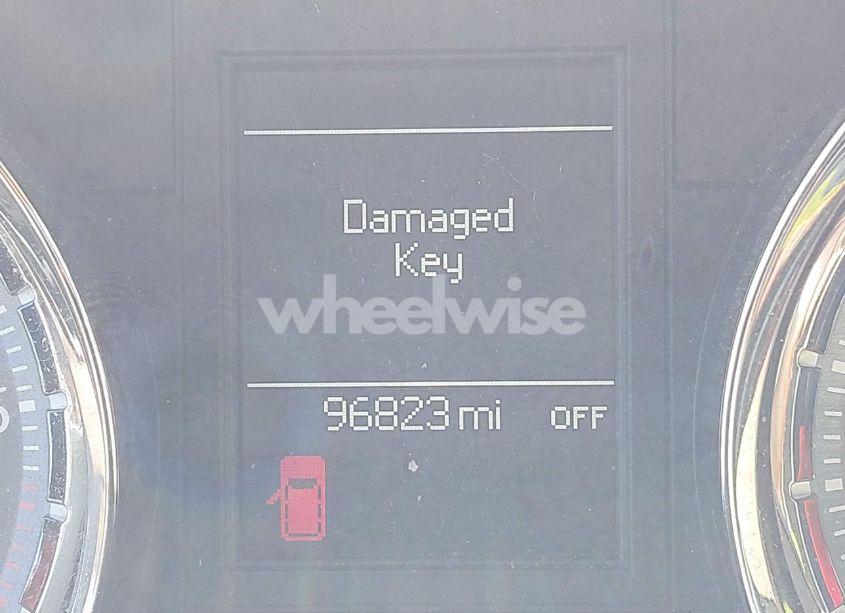 Damaged
Key
wheelwise
96823 mi OFF